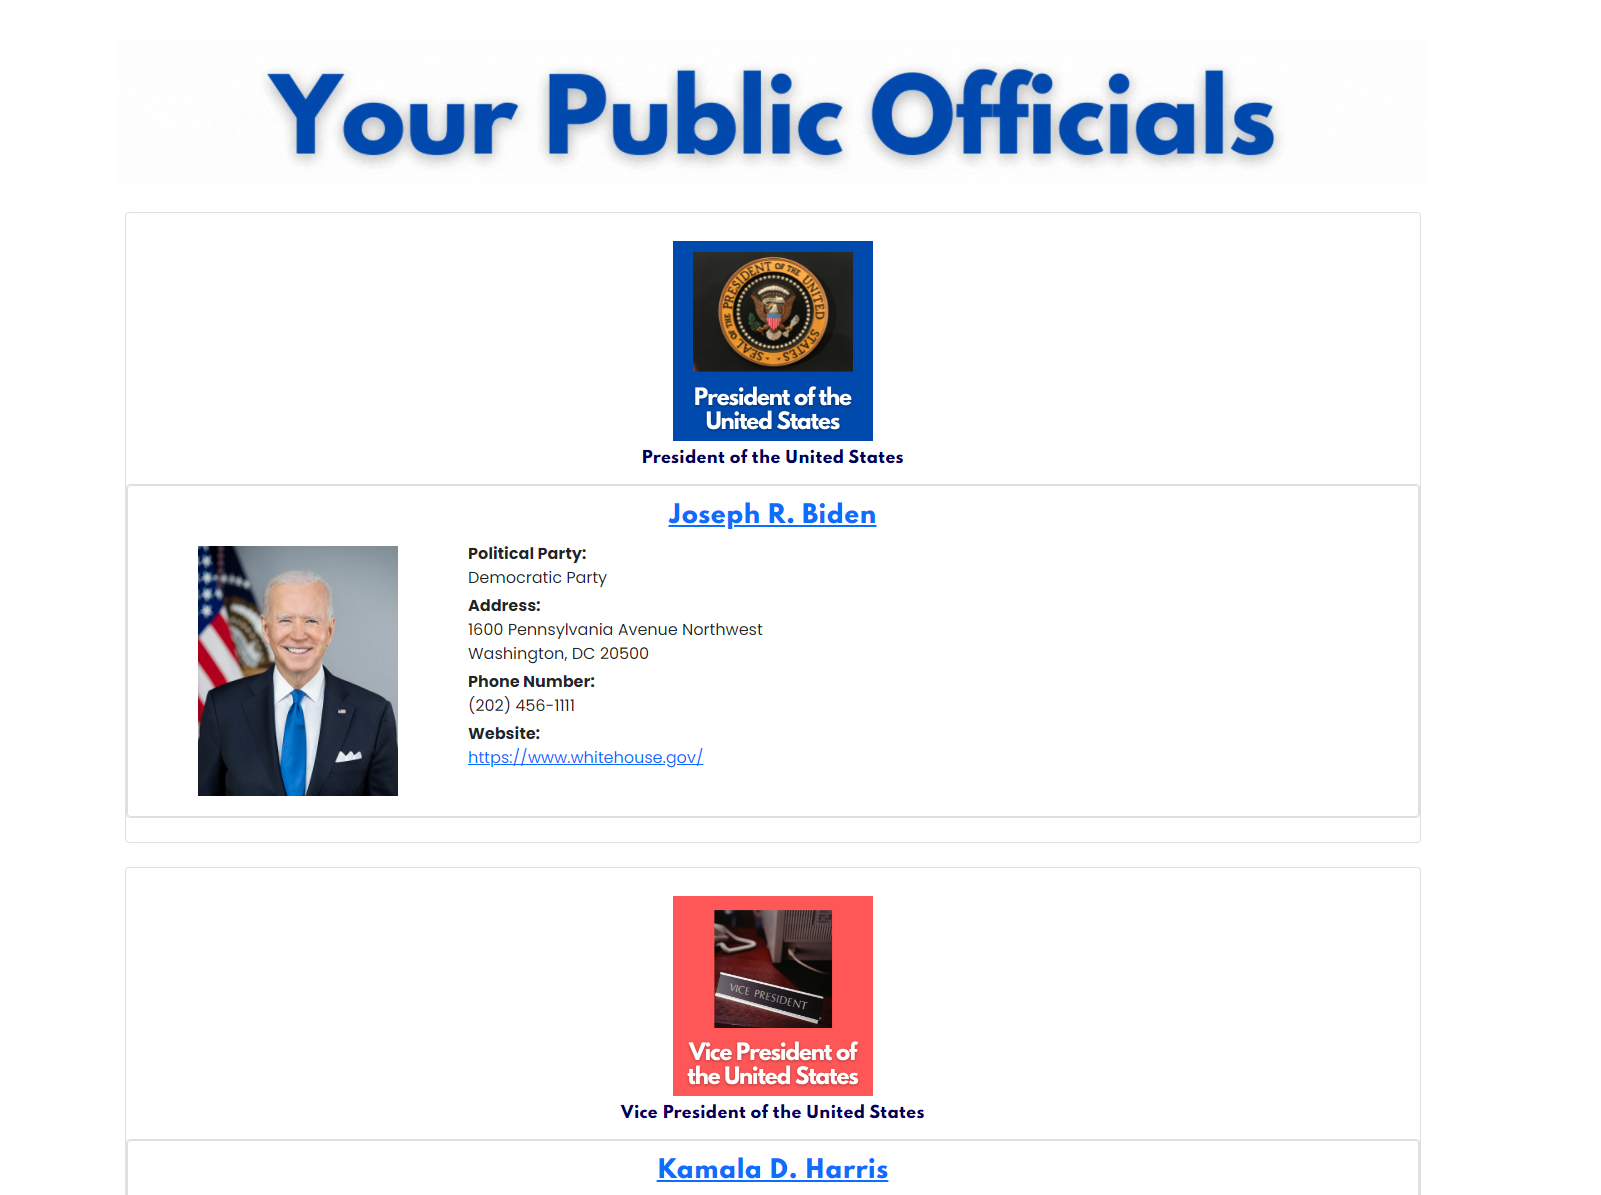 Your Public Officials
SEAL OF THE PRESIDENT OF THE UNITED STATES
President of the
United States
President of the United States
Joseph R. Biden
Political Party:
Democratic Party
Address:
1600 Pennsylvania Avenue Northwest
Washington, DC 20500
Phone Number:
(202) 456-1111
Website:
https://www.whitehouse.gov/
VICE PRESIDENT
Vice President of
the United States
Vice President of the United States
Kamala D. Harris